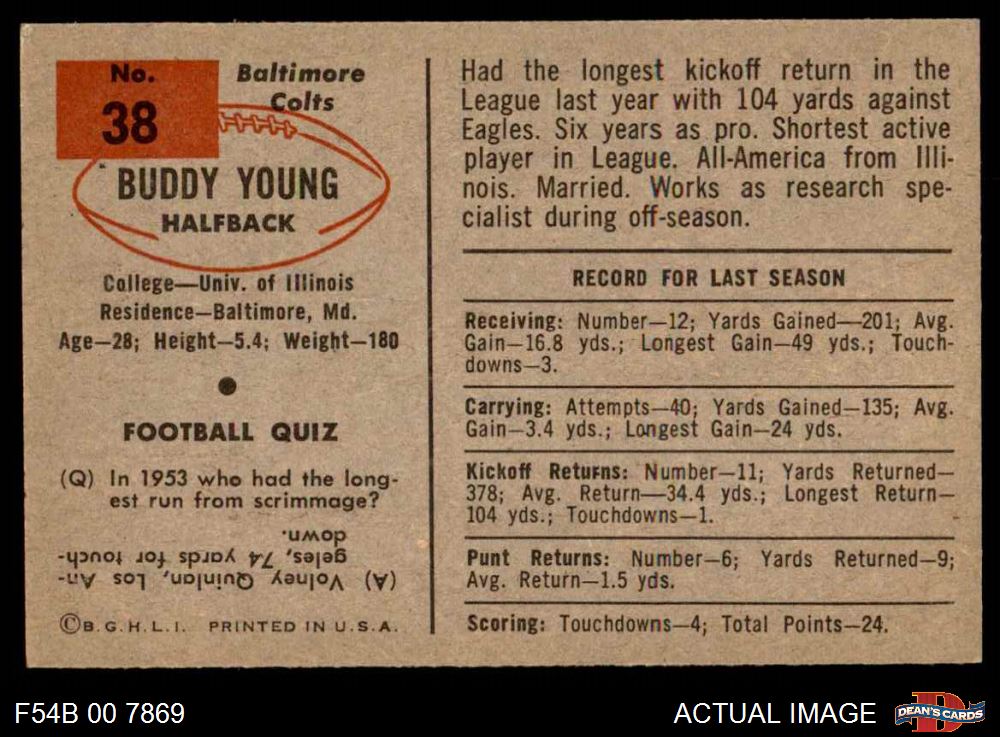 No.
38
Baltimore
Colts
BUDDY YOUNG
HALFBACK
College—Univ. of Illinois
Residence—Baltimore, Md.
Age—28; Height—5.4; Weight—180
FOOTBALL QUIZ
(Q) In 1953 who had the long-
est run from scrimmage?
(A) Volney Quinlan, Los An-
geles, 74 yards for touch-
down.
©B.G.H.L.I. PRINTED IN U.S.A.
Had the longest kickoff return in the
League last year with 104 yards against
Eagles. Six years as pro. Shortest active
player in League. All-America from Illi-
nois. Married. Works as research spe-
cialist during off-season.
RECORD FOR LAST SEASON
Receiving: Number—12; Yards Gained—201; Avg.
Gain—16.8 yds.; Longest Gain—49 yds.; Touch-
downs—3.
Carrying: Attempts—40; Yards Gained—135; Avg.
Gain—3.4 yds.; Longest Gain—24 yds.
Kickoff Returns: Number—11; Yards Returned—
378; Avg. Return—34.4 yds.; Longest Return—
104 yds.; Touchdowns—1.
Punt Returns: Number—6; Yards Returned—9;
Avg. Return—1.5 yds.
Scoring: Touchdowns—4; Total Points—24.
F54B 00 7869
ACTUAL IMAGE
DEAN'S CARDS